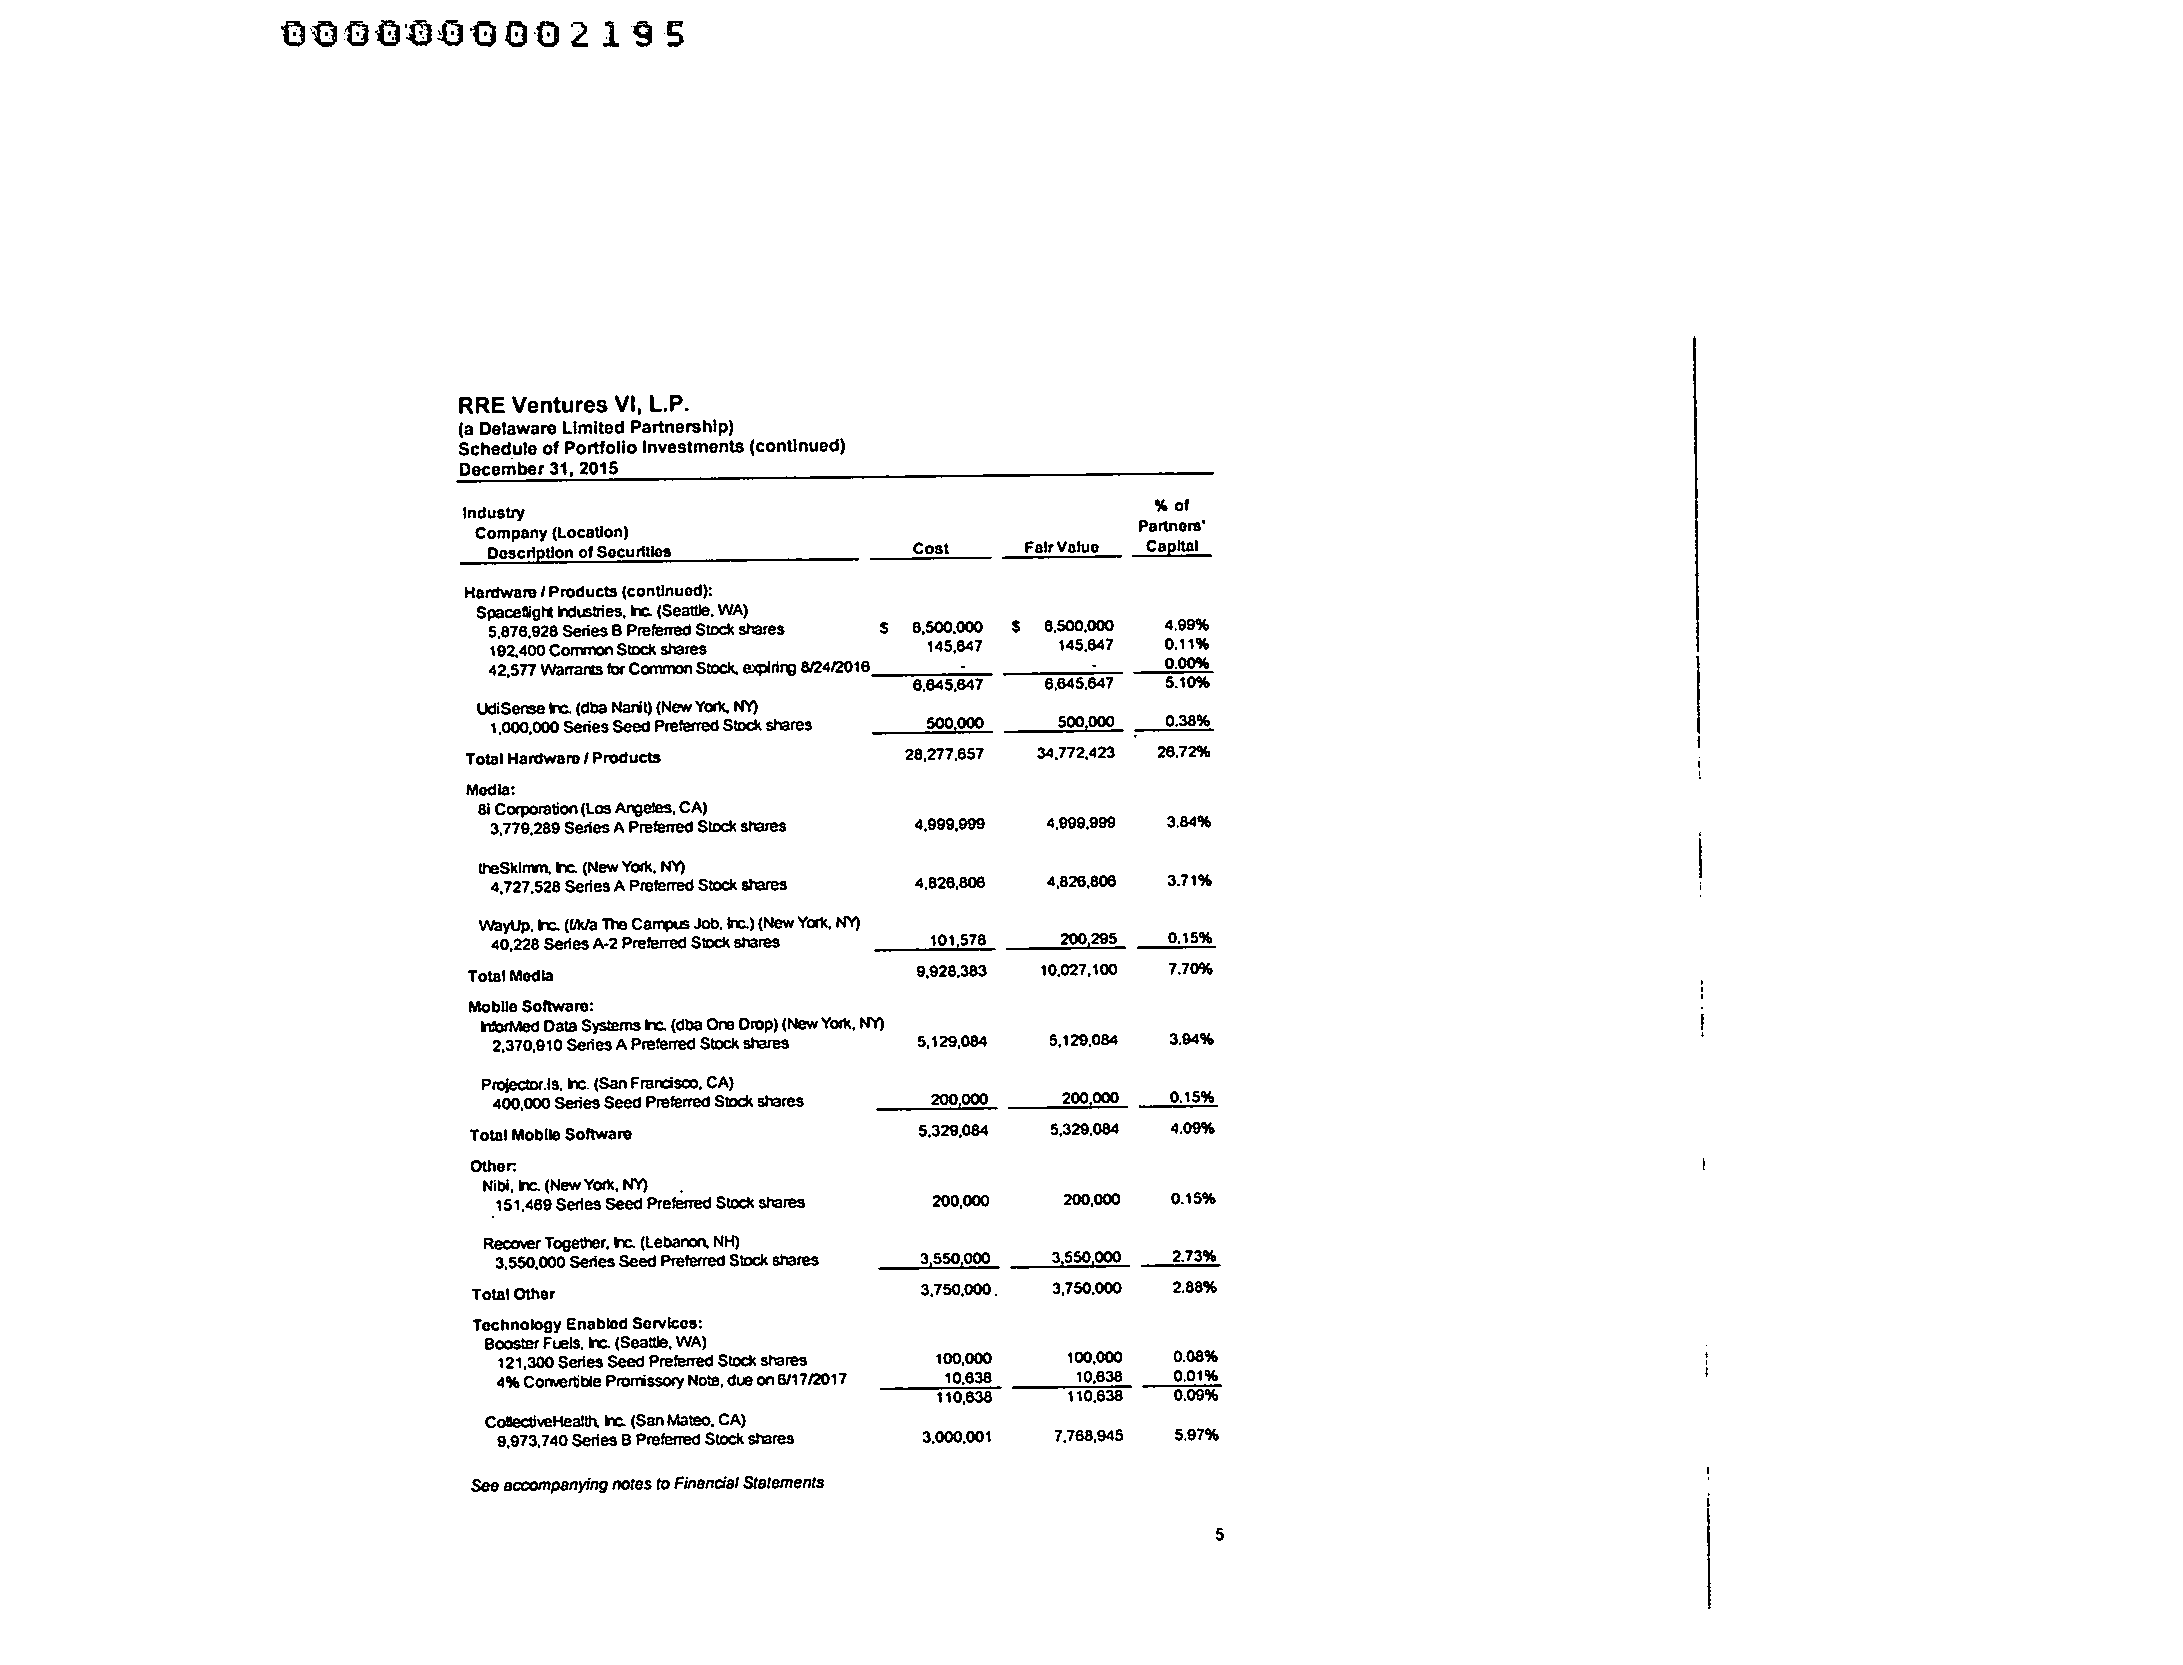 0000000002195
RRE Ventures VI, L.P.
(a Delaware Limited Partnership)
Schedule of Portfolio Investments (continued)
December 31, 2015
% of
Industry
Partners'
Company (Location)
Description of Securities Cost Fair Value Capital
Hardware / Products (continued):
Spaceflight Industries, Inc. (Seattle, WA)
5,876,928 Series B Preferred Stock shares $ 6,500,000 $ 6,500,000 4.99%
192,400 Common Stock shares 145,647 145,647 0.11%
42,577 Warrants for Common Stock, expiring 8/24/2016 - - 0.00%
6,645,647 6,645,647 5.10%
UdiSense Inc. (dba Nanit) (New York, NY)
1,000,000 Series Seed Preferred Stock shares 500,000 500,000 0.38%
Total Hardware / Products 28,277,657 34,772,423 26.72%
Media:
8i Corporation (Los Angeles, CA)
3,779,289 Series A Preferred Stock shares 4,999,999 4,999,999 3.84%
theSkimm, Inc. (New York, NY)
4,727,528 Series A Preferred Stock shares 4,826,806 4,826,806 3.71%
WayUp, Inc. (f/k/a The Campus Job, Inc.) (New York, NY)
40,228 Series A-2 Preferred Stock shares 101,578 200,295 0.15%
Total Media 9,928,383 10,027,100 7.70%
Mobile Software:
InforMed Data Systems Inc. (dba One Drop) (New York, NY)
2,370,910 Series A Preferred Stock shares 5,129,084 5,129,084 3.94%
Projector.is, Inc. (San Francisco, CA)
400,000 Series Seed Preferred Stock shares 200,000 200,000 0.15%
Total Mobile Software 5,329,084 5,329,084 4.09%
Other:
Nibi, Inc. (New York, NY)
151,469 Series Seed Preferred Stock shares 200,000 200,000 0.15%
Recover Together, Inc. (Lebanon, NH)
3,550,000 Series Seed Preferred Stock shares 3,550,000 3,550,000 2.73%
Total Other 3,750,000 3,750,000 2.88%
Technology Enabled Services:
Booster Fuels, Inc. (Seattle, WA)
121,300 Series Seed Preferred Stock shares 100,000 100,000 0.08%
4% Convertible Promissory Note, due on 6/17/2017 10,638 10,638 0.01%
110,638 110,638 0.09%
CollectiveHealth, Inc. (San Mateo, CA)
9,973,740 Series B Preferred Stock shares 3,000,001 7,768,945 5.97%
See accompanying notes to Financial Statements
5